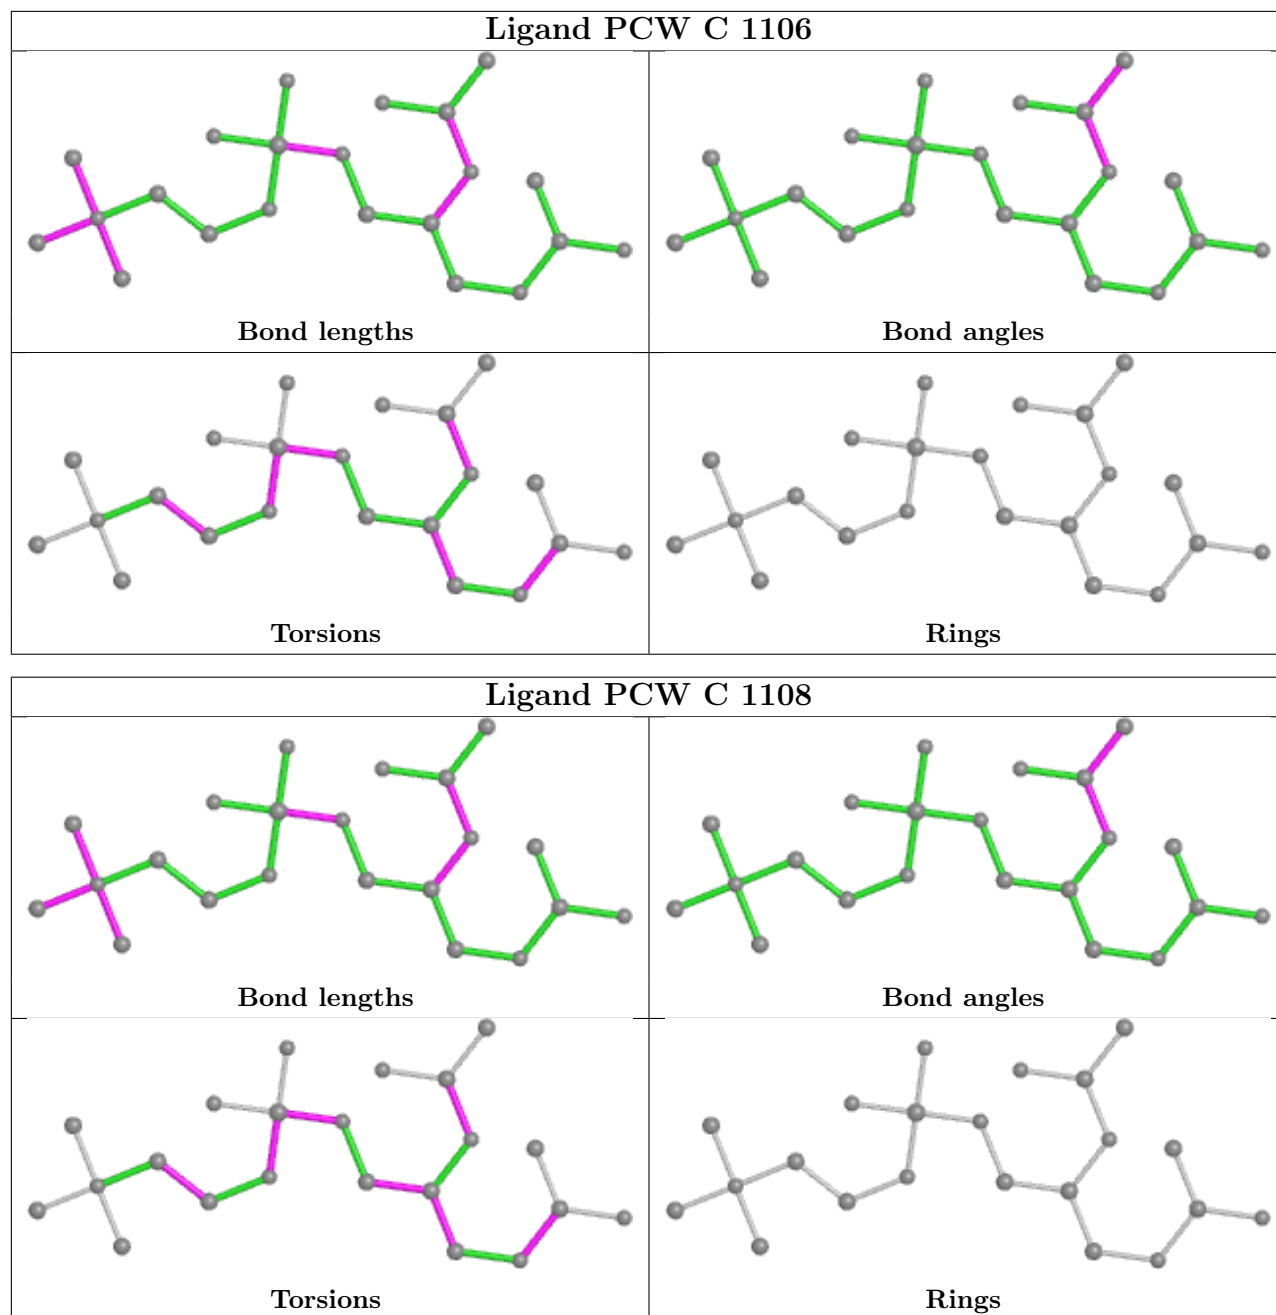 Ligand PCW C 1106
Bond lengths
Bond angles
Torsions
Rings
Ligand PCW C 1108
Bond lengths
Bond angles
Torsions
Rings